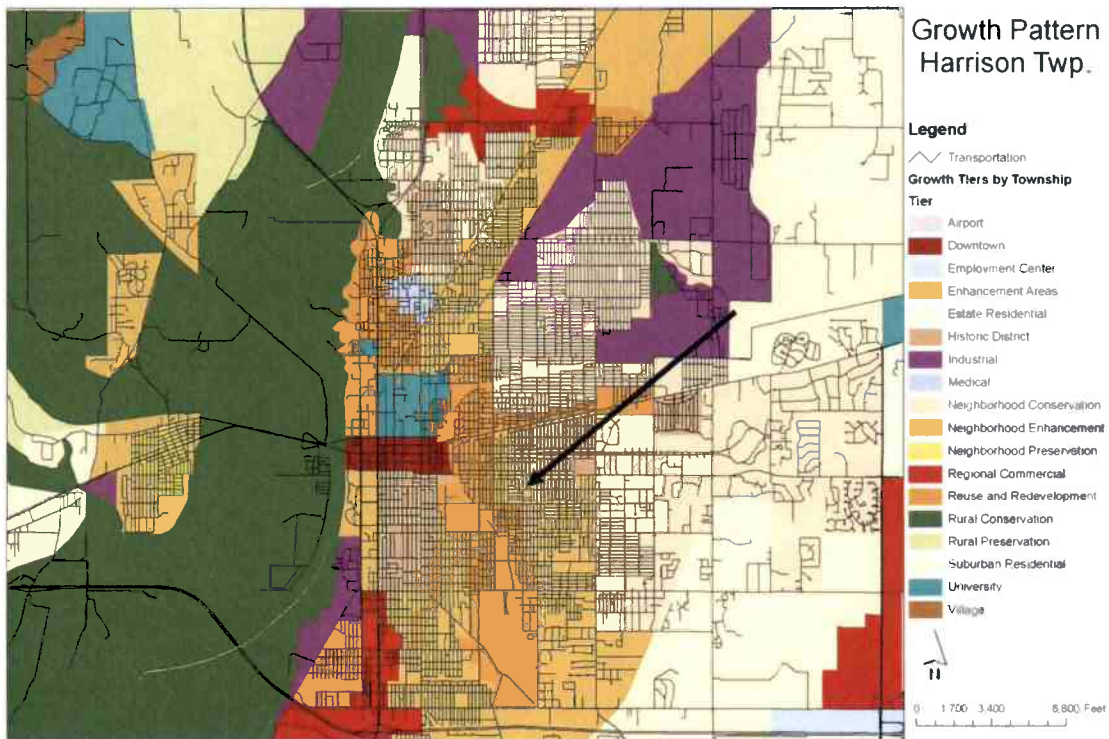 Growth Pattern
Harrison Twp.
Legend
Transportation
Growth Tiers by Township
Tier
Airport
Downtown
Employment Center
Enhancement Areas
Estate Residential
Historic District
Industrial
Medical
Neighborhood Conservation
Neighborhood Enhancement
Neighborhood Preservation
Regional Commercial
Reuse and Redevelopment
Rural Conservation
Rural Preservation
Suburban Residential
University
Village
N
0 1,700 3,400 6,800 Feet